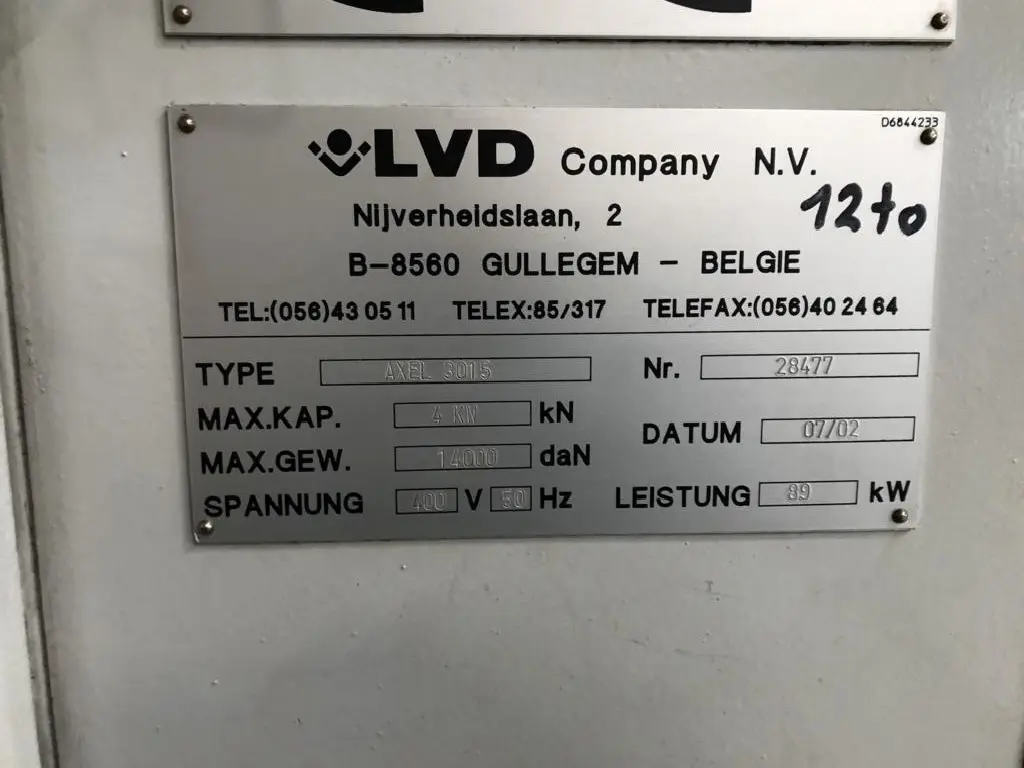 D6844233
LVD Company N.V.
12to
Nijverheidslaan, 2
B-8560 GULLEGEM - BELGIE
TEL:(056)43 05 11 TELEX:85/317 TELEFAX:(056)40 24 64
TYPE AXEL 3015 Nr. 28477
MAX.KAP. 4 KW kN
DATUM 07/02
MAX.GEW. 14000 daN
SPANNUNG 400 V 50 Hz LEISTUNG 89 kW